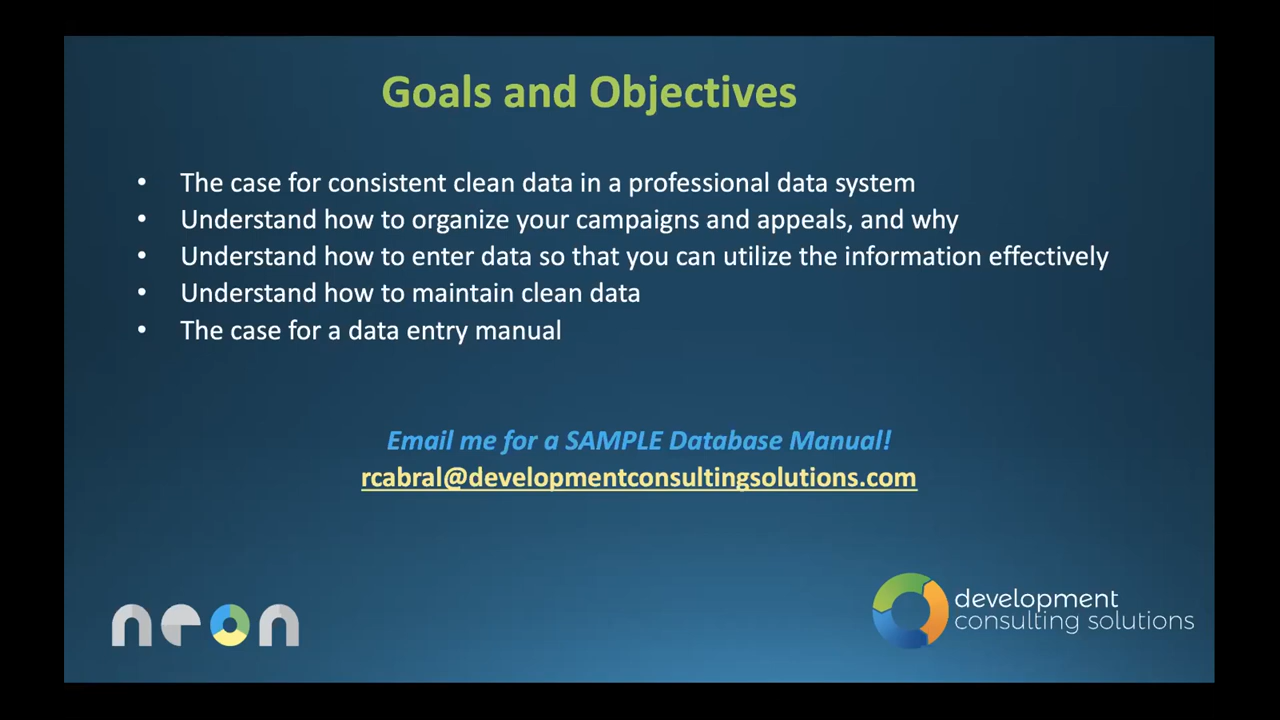 Goals and Objectives
• The case for consistent clean data in a professional data system
• Understand how to organize your campaigns and appeals, and why
• Understand how to enter data so that you can utilize the information effectively
• Understand how to maintain clean data
• The case for a data entry manual
Email me for a SAMPLE Database Manual!
rcabral@developmentconsultingsolutions.com
neon
development
consulting solutions